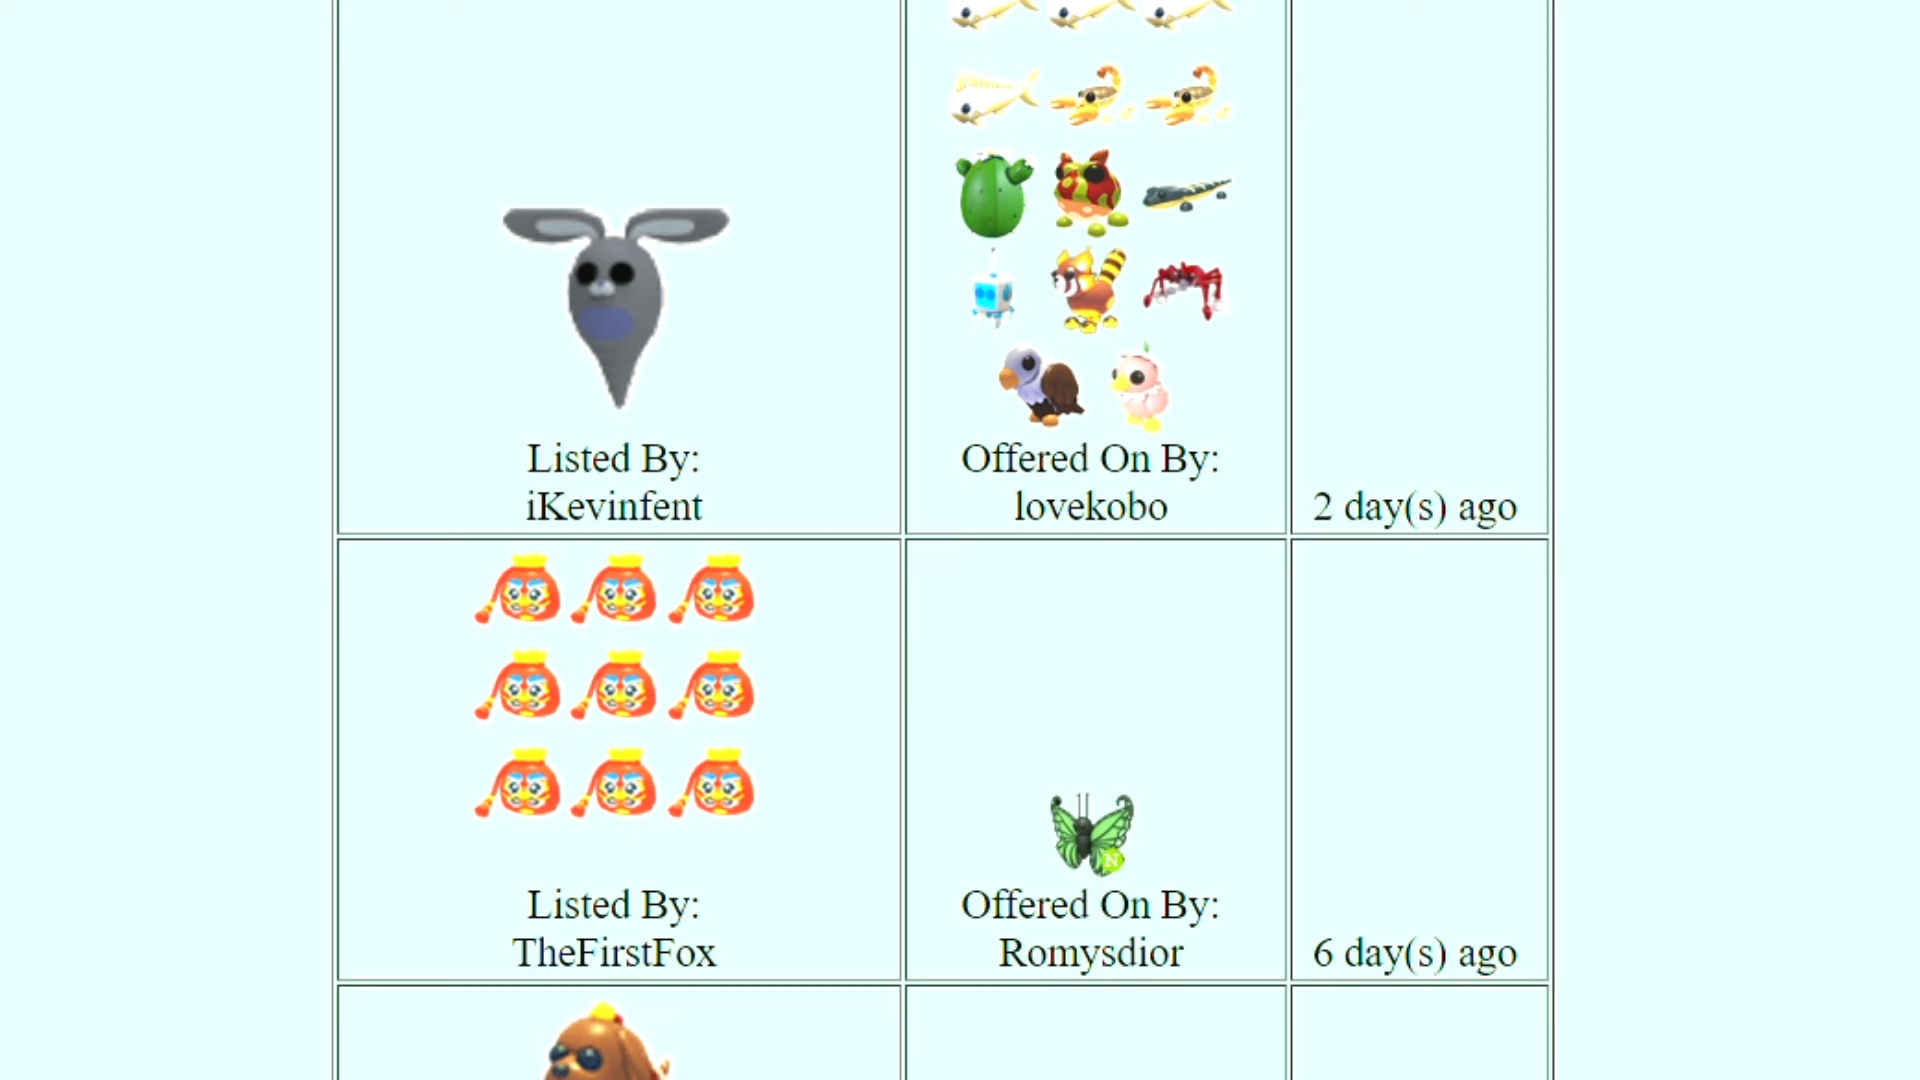 Listed By:
iKevinfent
Offered On By:
lovekobo
2 day(s) ago
Listed By:
TheFirstFox
N
Offered On By:
Romysdior
6 day(s) ago